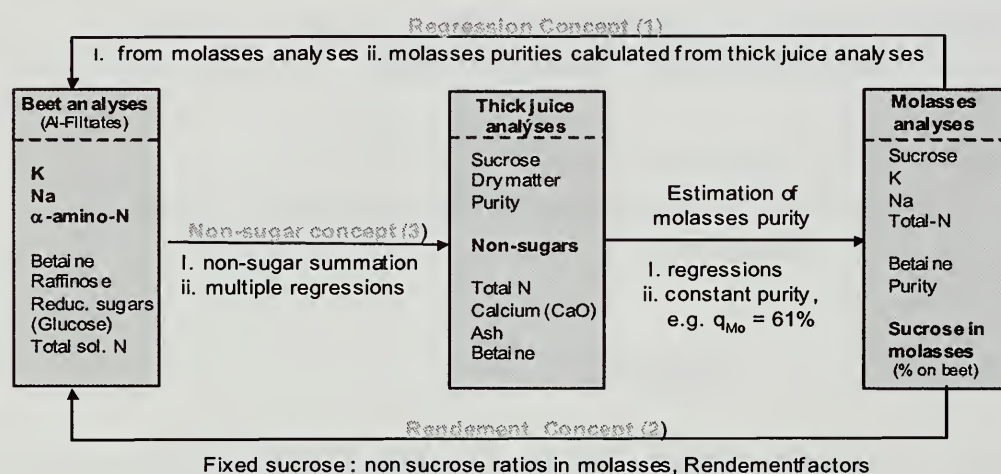 Regression Concept (1)
I. from molasses analyses ii. molasses purities calculated from thick juice analyses
Beet analyses
(Al-Filtrates)
K
Na
α-amino-N
Betaine
Raffinose
Reduc. sugars
(Glucose)
Total sol. N
Non-sugar concept (3)
I. non-sugar summation
ii. multiple regressions
Thick juice
analyses
Sucrose
Dry matter
Purity
Non-sugars
Total N
Calcium (CaO)
Ash
Betaine
Estimation of
molasses purity
I. regressions
ii. constant purity,
e.g. qMo = 61%
Molasses
analyses
Sucrose
K
Na
Total-N
Betaine
Purity
Sucrose in
molasses
(% on beet)
Rendement Concept (2)
Fixed sucrose : non sucrose ratios in molasses, Rendementfactors